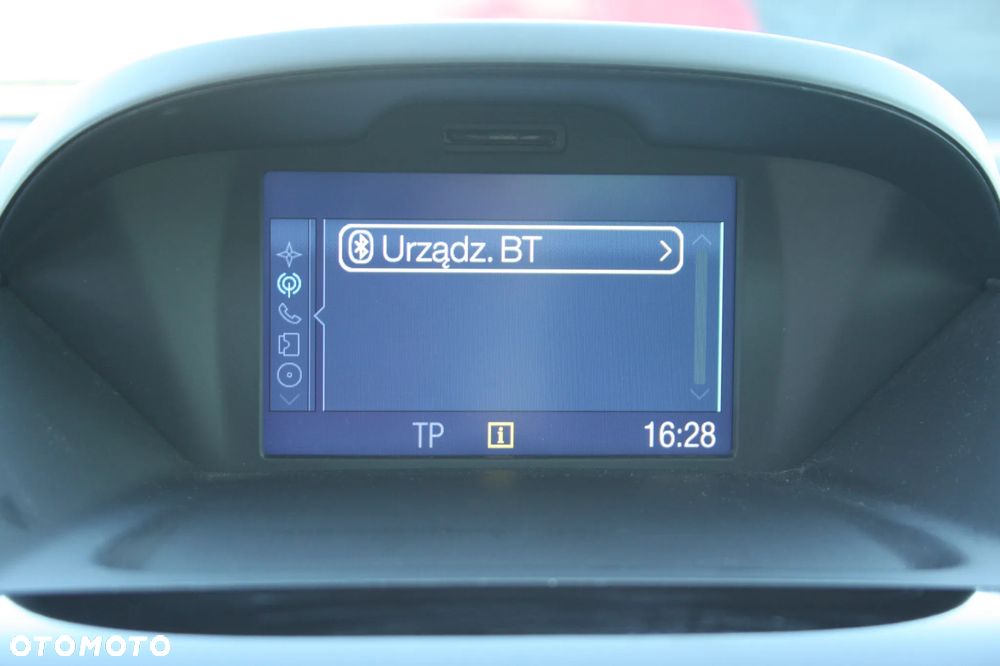 Urządz. BT
TP i 16:28
OTOMOTO